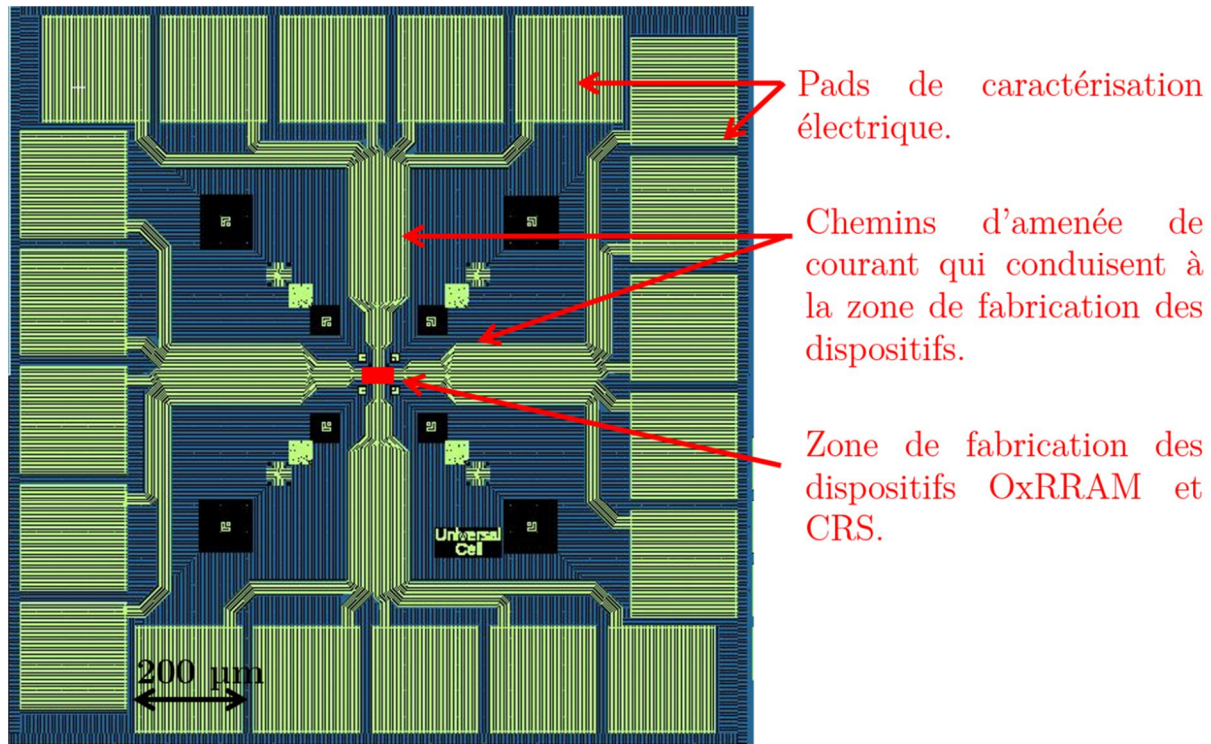 Pads de caractérisation
électrique.
Chemins d'amenée de
courant qui conduisent à
la zone de fabrication des
dispositifs.
Zone de fabrication des
dispositifs OxRRAM et
CRS.
Universal
Cell
200 µm